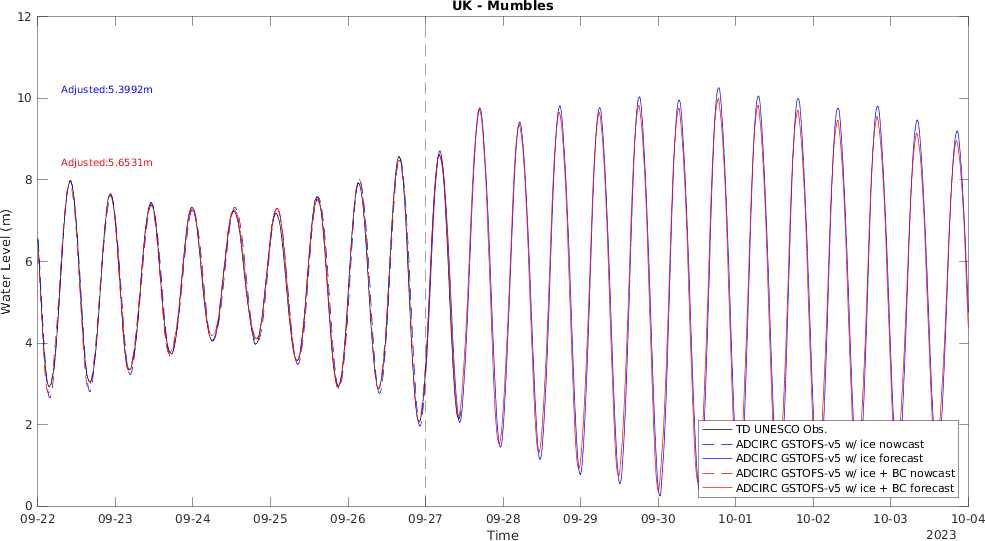 UK - Mumbles
12
10
8
6
4
2
0
Water Level (m)
Adjusted:5.3992m
Adjusted:5.6531m
TD UNESCO Obs.
ADCIRC GSTOFS-v5 w/ ice nowcast
ADCIRC GSTOFS-v5 w/ ice forecast
ADCIRC GSTOFS-v5 w/ ice + BC nowcast
ADCIRC GSTOFS-v5 w/ ice + BC forecast
09-22 09-23 09-24 09-25 09-26 09-27 09-28 09-29 09-30 10-01 10-02 10-03 10-04
Time
2023